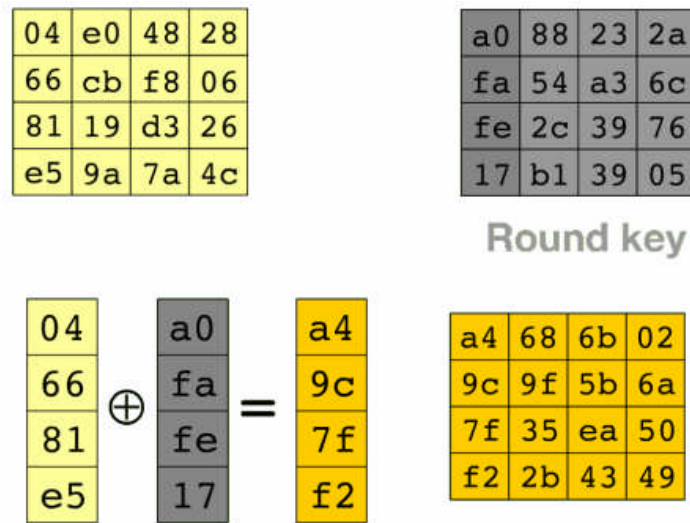 04 e0 48 28
66 cb f8 06
81 19 d3 26
e5 9a 7a 4c
a0 88 23 2a
fa 54 a3 6c
fe 2c 39 76
17 b1 39 05
Round key
04 a0 a4
66 fa 9c
⊕ =
81 fe 7f
e5 17 f2
a4 68 6b 02
9c 9f 5b 6a
7f 35 ea 50
f2 2b 43 49